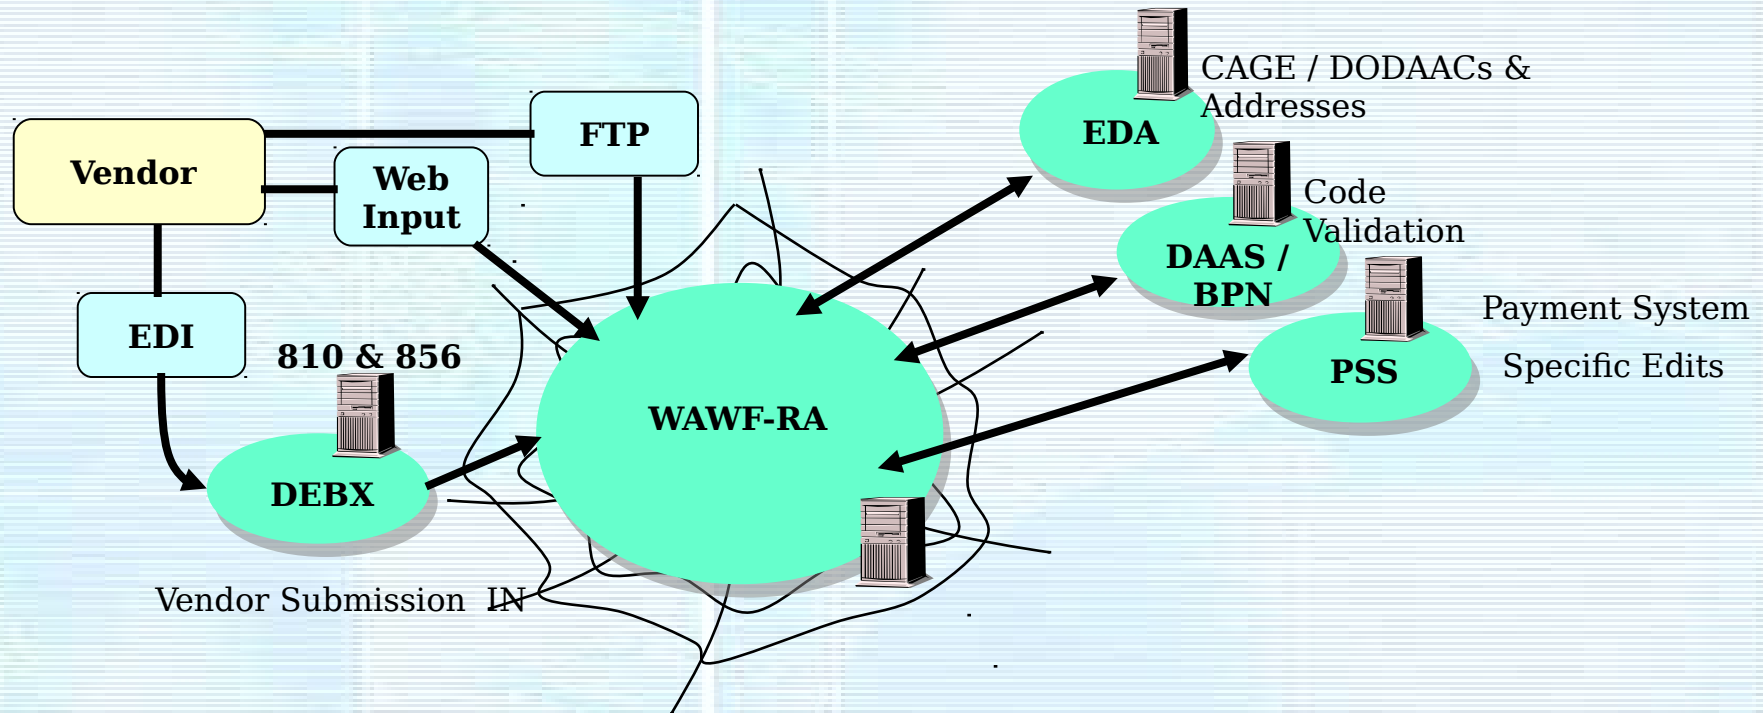 CAGE / DODAACs &
Addresses
FTP
EDA
Vendor
Web
Input
Code
Validation
DAAS /
BPN
Payment System
EDI
810 & 856
Specific Edits
PSS
WAWF-RA
DEBX
Vendor Submission IN